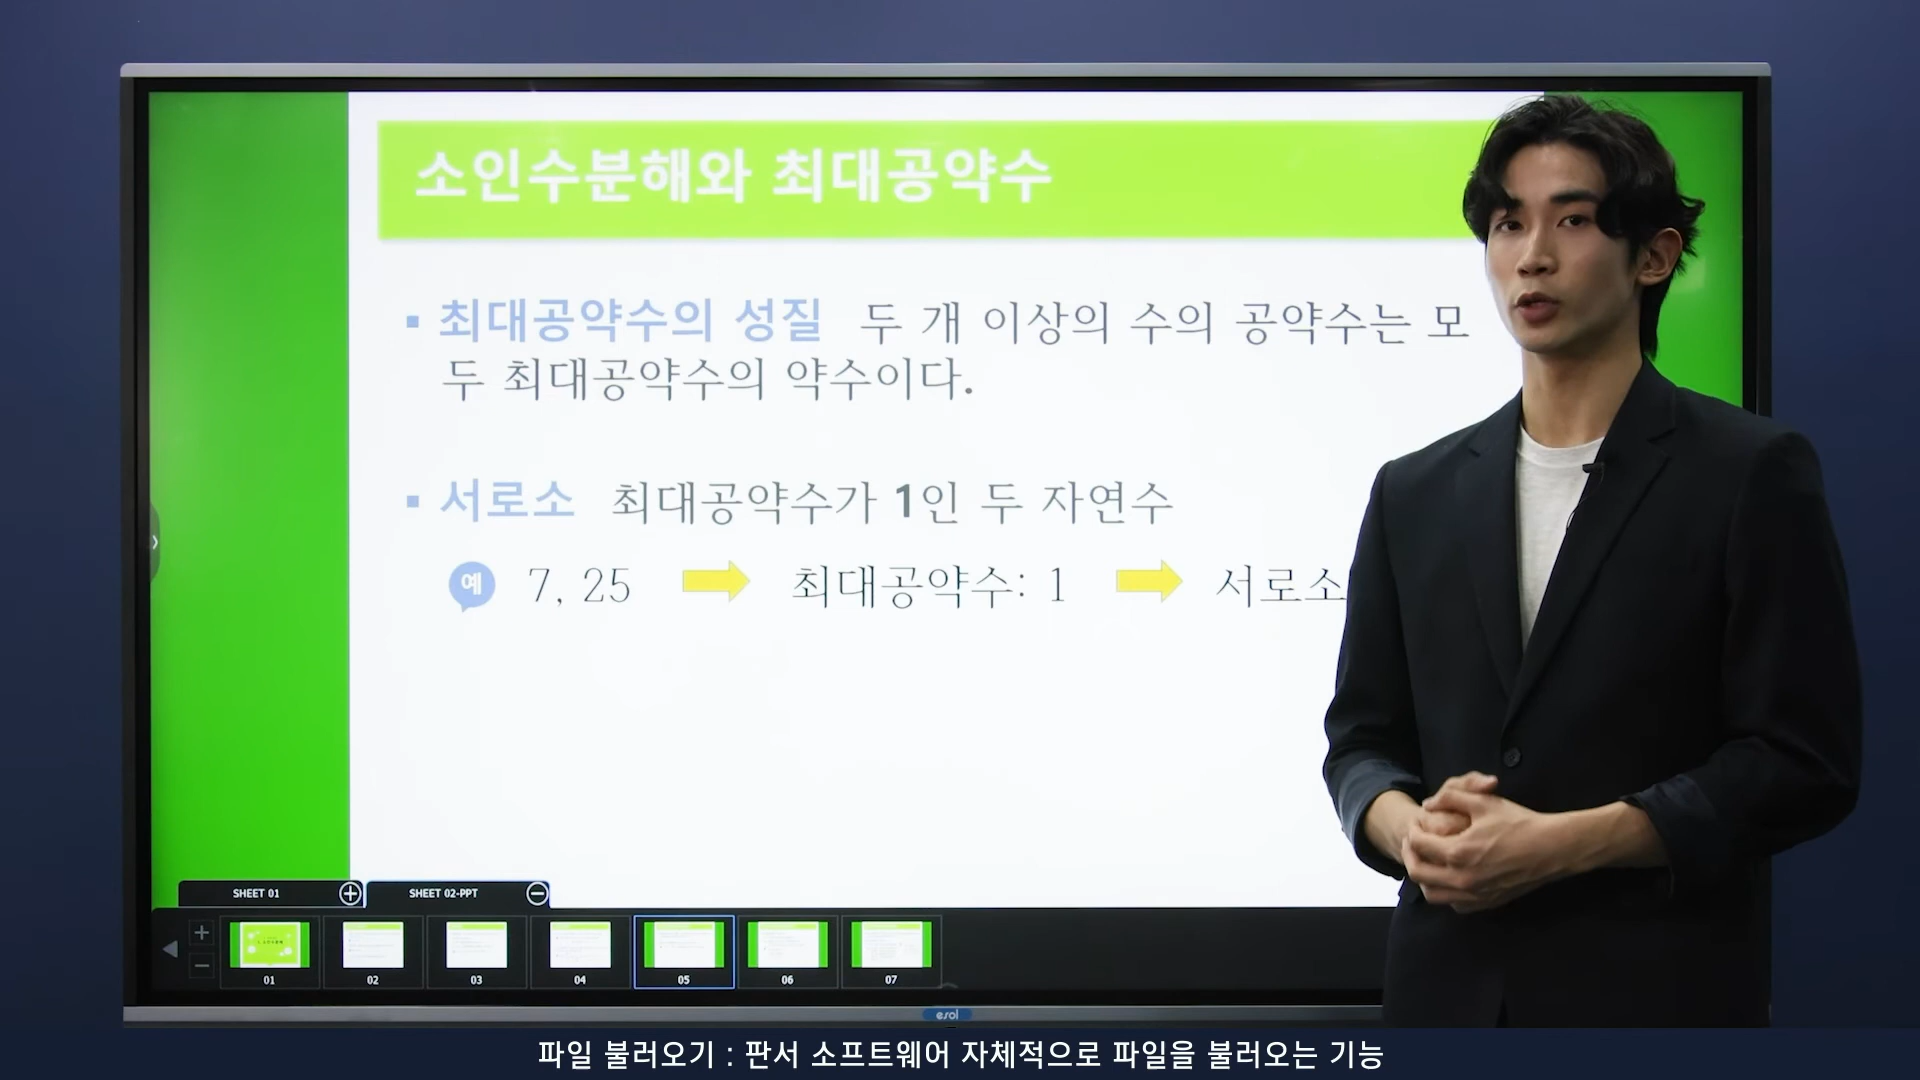 소인수분해와 최대공약수
▪ 최대공약수의 성질 두 개 이상의 수의 공약수는 모
두 최대공약수의 약수이다.
▪ 서로소 최대공약수가 1인 두 자연수
예 7, 25 최대공약수: 1 서로소
SHEET 01 SHEET 02-PPT
01 02 03 04 05 06 07
esol
파일 불러오기 : 판서 소프트웨어 자체적으로 파일을 불러오는 기능